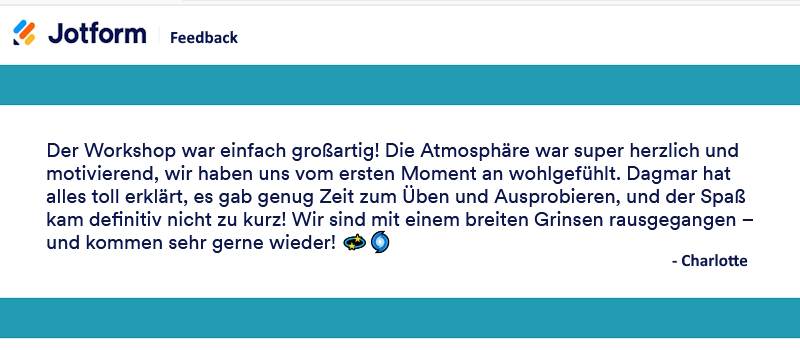 Jotform Feedback
Der Workshop war einfach großartig! Die Atmosphäre war super herzlich und
motivierend, wir haben uns vom ersten Moment an wohlgefühlt. Dagmar hat
alles toll erklärt, es gab genug Zeit zum Üben und Ausprobieren, und der Spaß
kam definitiv nicht zu kurz! Wir sind mit einem breiten Grinsen rausgegangen –
und kommen sehr gerne wieder! 💫🌀
- Charlotte